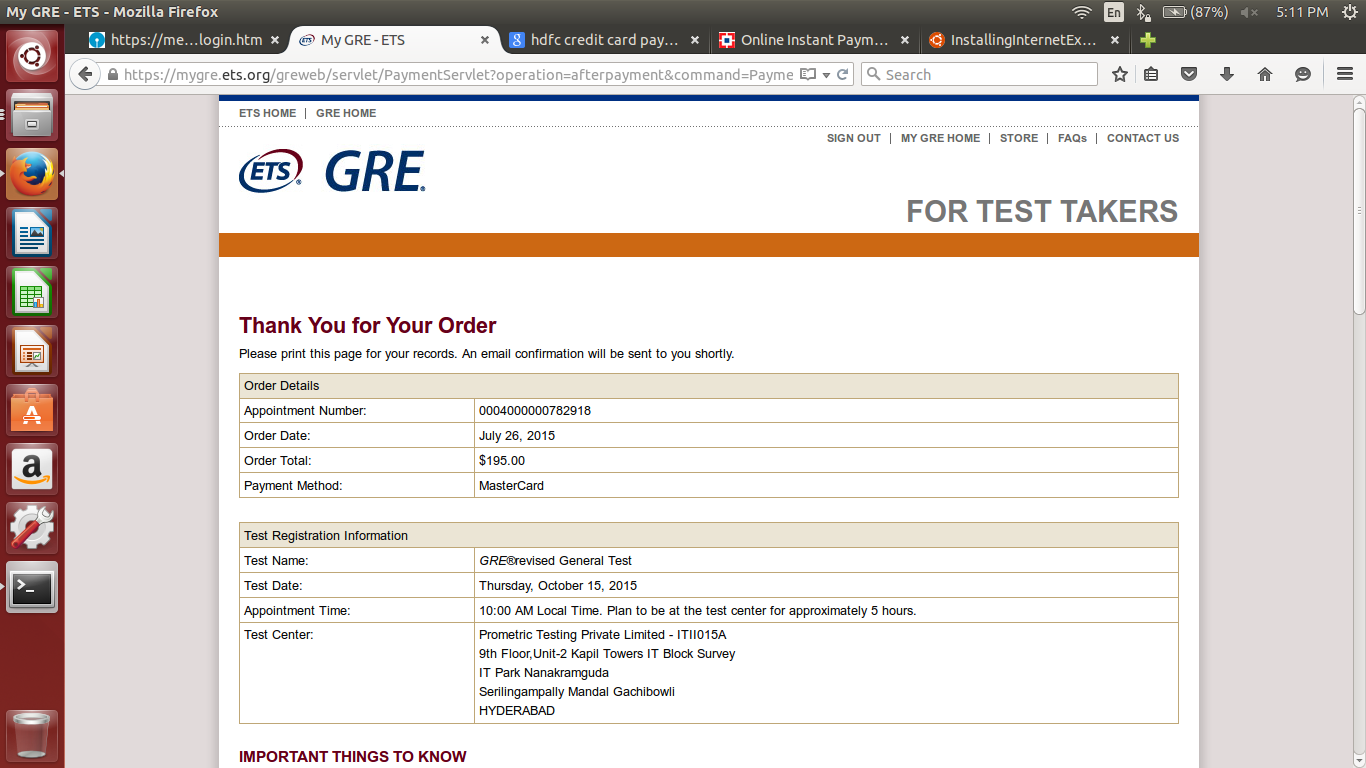 My GRE - ETS - Mozilla Firefox
En
(87%)
5:11 PM
https://me...login.htm
ETS
My GRE - ETS
hdfc credit card pay...
Online Instant Paym...
InstallingInternetEx...
https://mygre.ets.org/greweb/servlet/PaymentServlet?operation=afterpayment&command=Payme
Search
ETS HOME | GRE HOME
SIGN OUT | MY GRE HOME | STORE | FAQs | CONTACT US
ETS® GRE®
FOR TEST TAKERS
Thank You for Your Order
Please print this page for your records. An email confirmation will be sent to you shortly.
Order Details
Appointment Number: 0004000000782918
Order Date: July 26, 2015
Order Total: $195.00
Payment Method: MasterCard
Test Registration Information
Test Name: GRE®revised General Test
Test Date: Thursday, October 15, 2015
Appointment Time: 10:00 AM Local Time. Plan to be at the test center for approximately 5 hours.
Test Center: Prometric Testing Private Limited - ITII015A
9th Floor,Unit-2 Kapil Towers IT Block Survey
IT Park Nanakramguda
Serilingampally Mandal Gachibowli
HYDERABAD
IMPORTANT THINGS TO KNOW